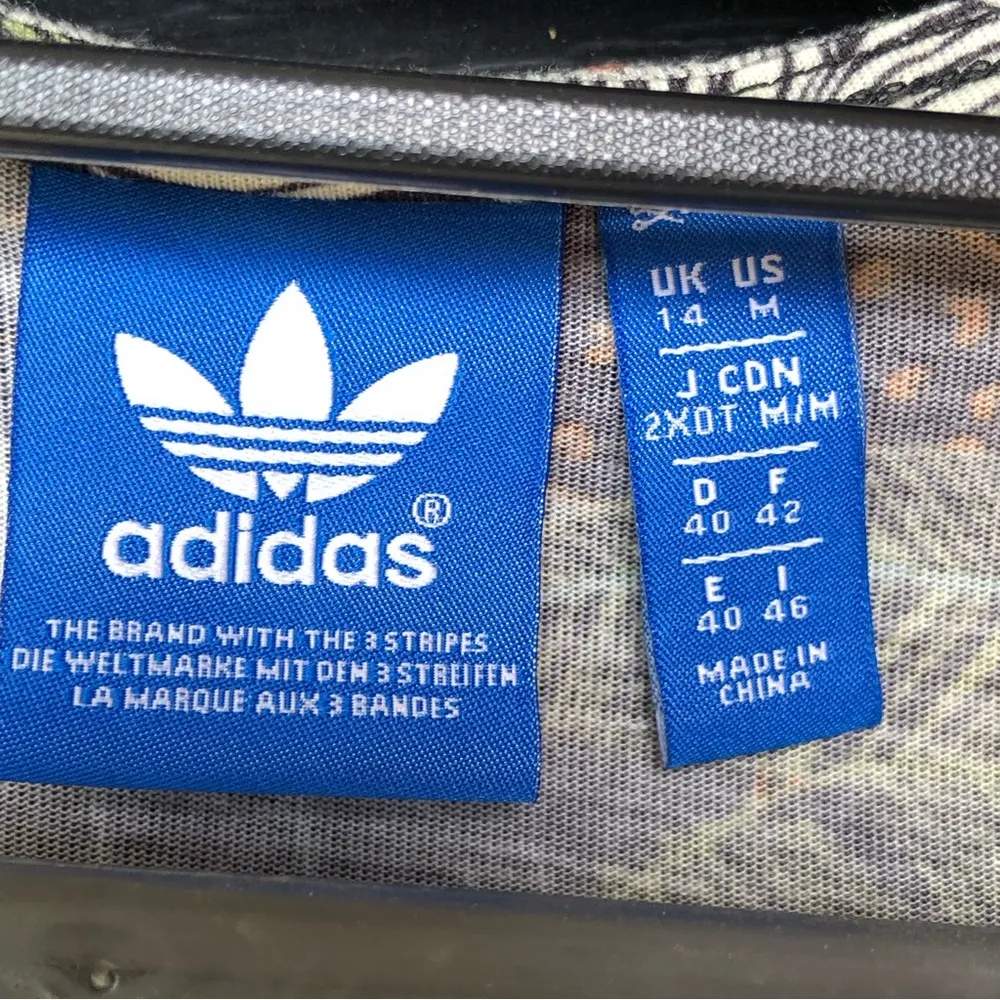 ®
adidas
THE BRAND WITH THE 3 STRIPES
DIE WELTMARKE MIT DEN 3 STREIFEN
LA MARQUE AUX 3 BANDES
UK US
14 M
J CDN
2XOT M/M
D F
40 42
E I
40 46
MADE IN
CHINA